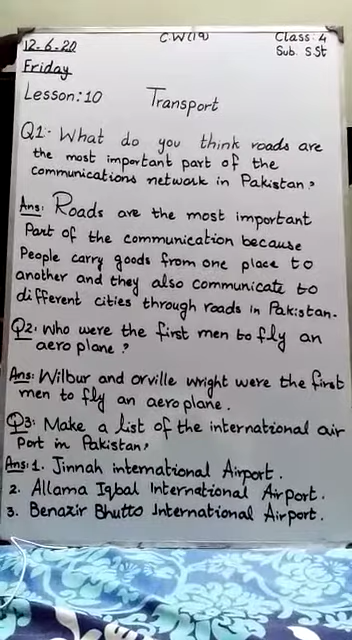 12-6-20
C.W(19)
Class: 4
Sub. S.St
Friday
Lesson:10
Transport
Q1:- What do you think roads are
the most important part of the
communications network in Pakistan?
Ans: Roads are the most important
Part of the communication because
People carry goods from one place to
another and they also communicate to
different cities through roads in Pakistan.
Q2: Who were the first men to fly an
aero plane?
Ans: Wilbur and orville wright were the first
men to fly an aero plane.
Q3: Make a list of the international air
Port in Pakistan?
Ans: 1. Jinnah international Airport.
2. Allama Iqbal International Airport.
3. Benazir Bhutto International Airport.